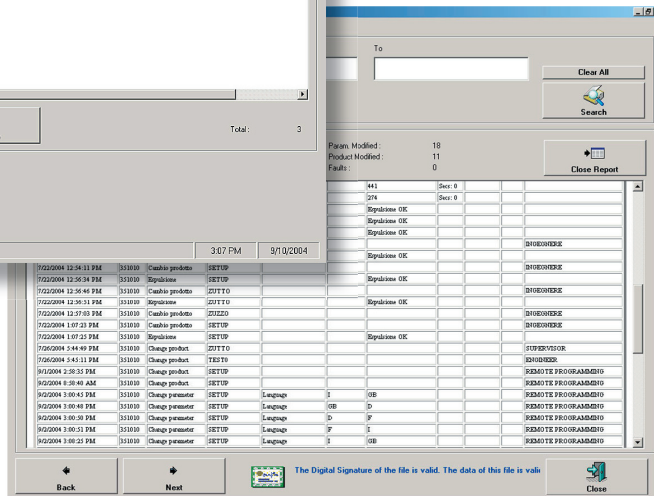 To
Clear All
Search
Total : 3
Param. Modified : 18
Product Modified : 11
Faults : 0
Close Report
441 Secs: 0
274 Secs: 0
Espulsione OK
Espulsione OK
Espulsione OK
INGEGNERE
Espulsione OK
3:07 PM 9/10/2004
7/22/2004 12:54:11 PM 351010 Cambio prodotto SETUP INGEGNERE
7/22/2004 12:56:34 PM 351010 Espulsione SETUP Espulsione OK
7/22/2004 12:56:46 PM 351010 Cambio prodotto ZUTTO INGEGNERE
7/22/2004 12:56:51 PM 351010 Espulsione ZUTTO Espulsione OK
7/22/2004 12:57:03 PM 351010 Cambio prodotto ZUZZO INGEGNERE
7/22/2004 1:07:23 PM 351010 Cambio prodotto SETUP INGEGNERE
7/22/2004 1:07:25 PM 351010 Espulsione SETUP Espulsione OK
7/26/2004 5:44:49 PM 351010 Change product ZUTTO SUPERVISOR
7/26/2004 5:45:11 PM 351010 Change product TEST0 ENGINEER
9/1/2004 2:58:35 PM 351010 Change product SETUP REMOTE PROGRAMMING
9/2/2004 8:58:40 AM 351010 Change product SETUP REMOTE PROGRAMMING
9/2/2004 3:00:45 PM 351010 Change parameter SETUP Language I GB REMOTE PROGRAMMING
9/2/2004 3:00:48 PM 351010 Change parameter SETUP Language GB D REMOTE PROGRAMMING
9/2/2004 3:00:50 PM 351010 Change parameter SETUP Language D F REMOTE PROGRAMMING
9/2/2004 3:00:51 PM 351010 Change parameter SETUP Language F I REMOTE PROGRAMMING
9/2/2004 3:08:25 PM 351010 Change parameter SETUP Language I GB REMOTE PROGRAMMING
Back
Next
The Digital Signature of the file is valid. The data of this file is valid
Close